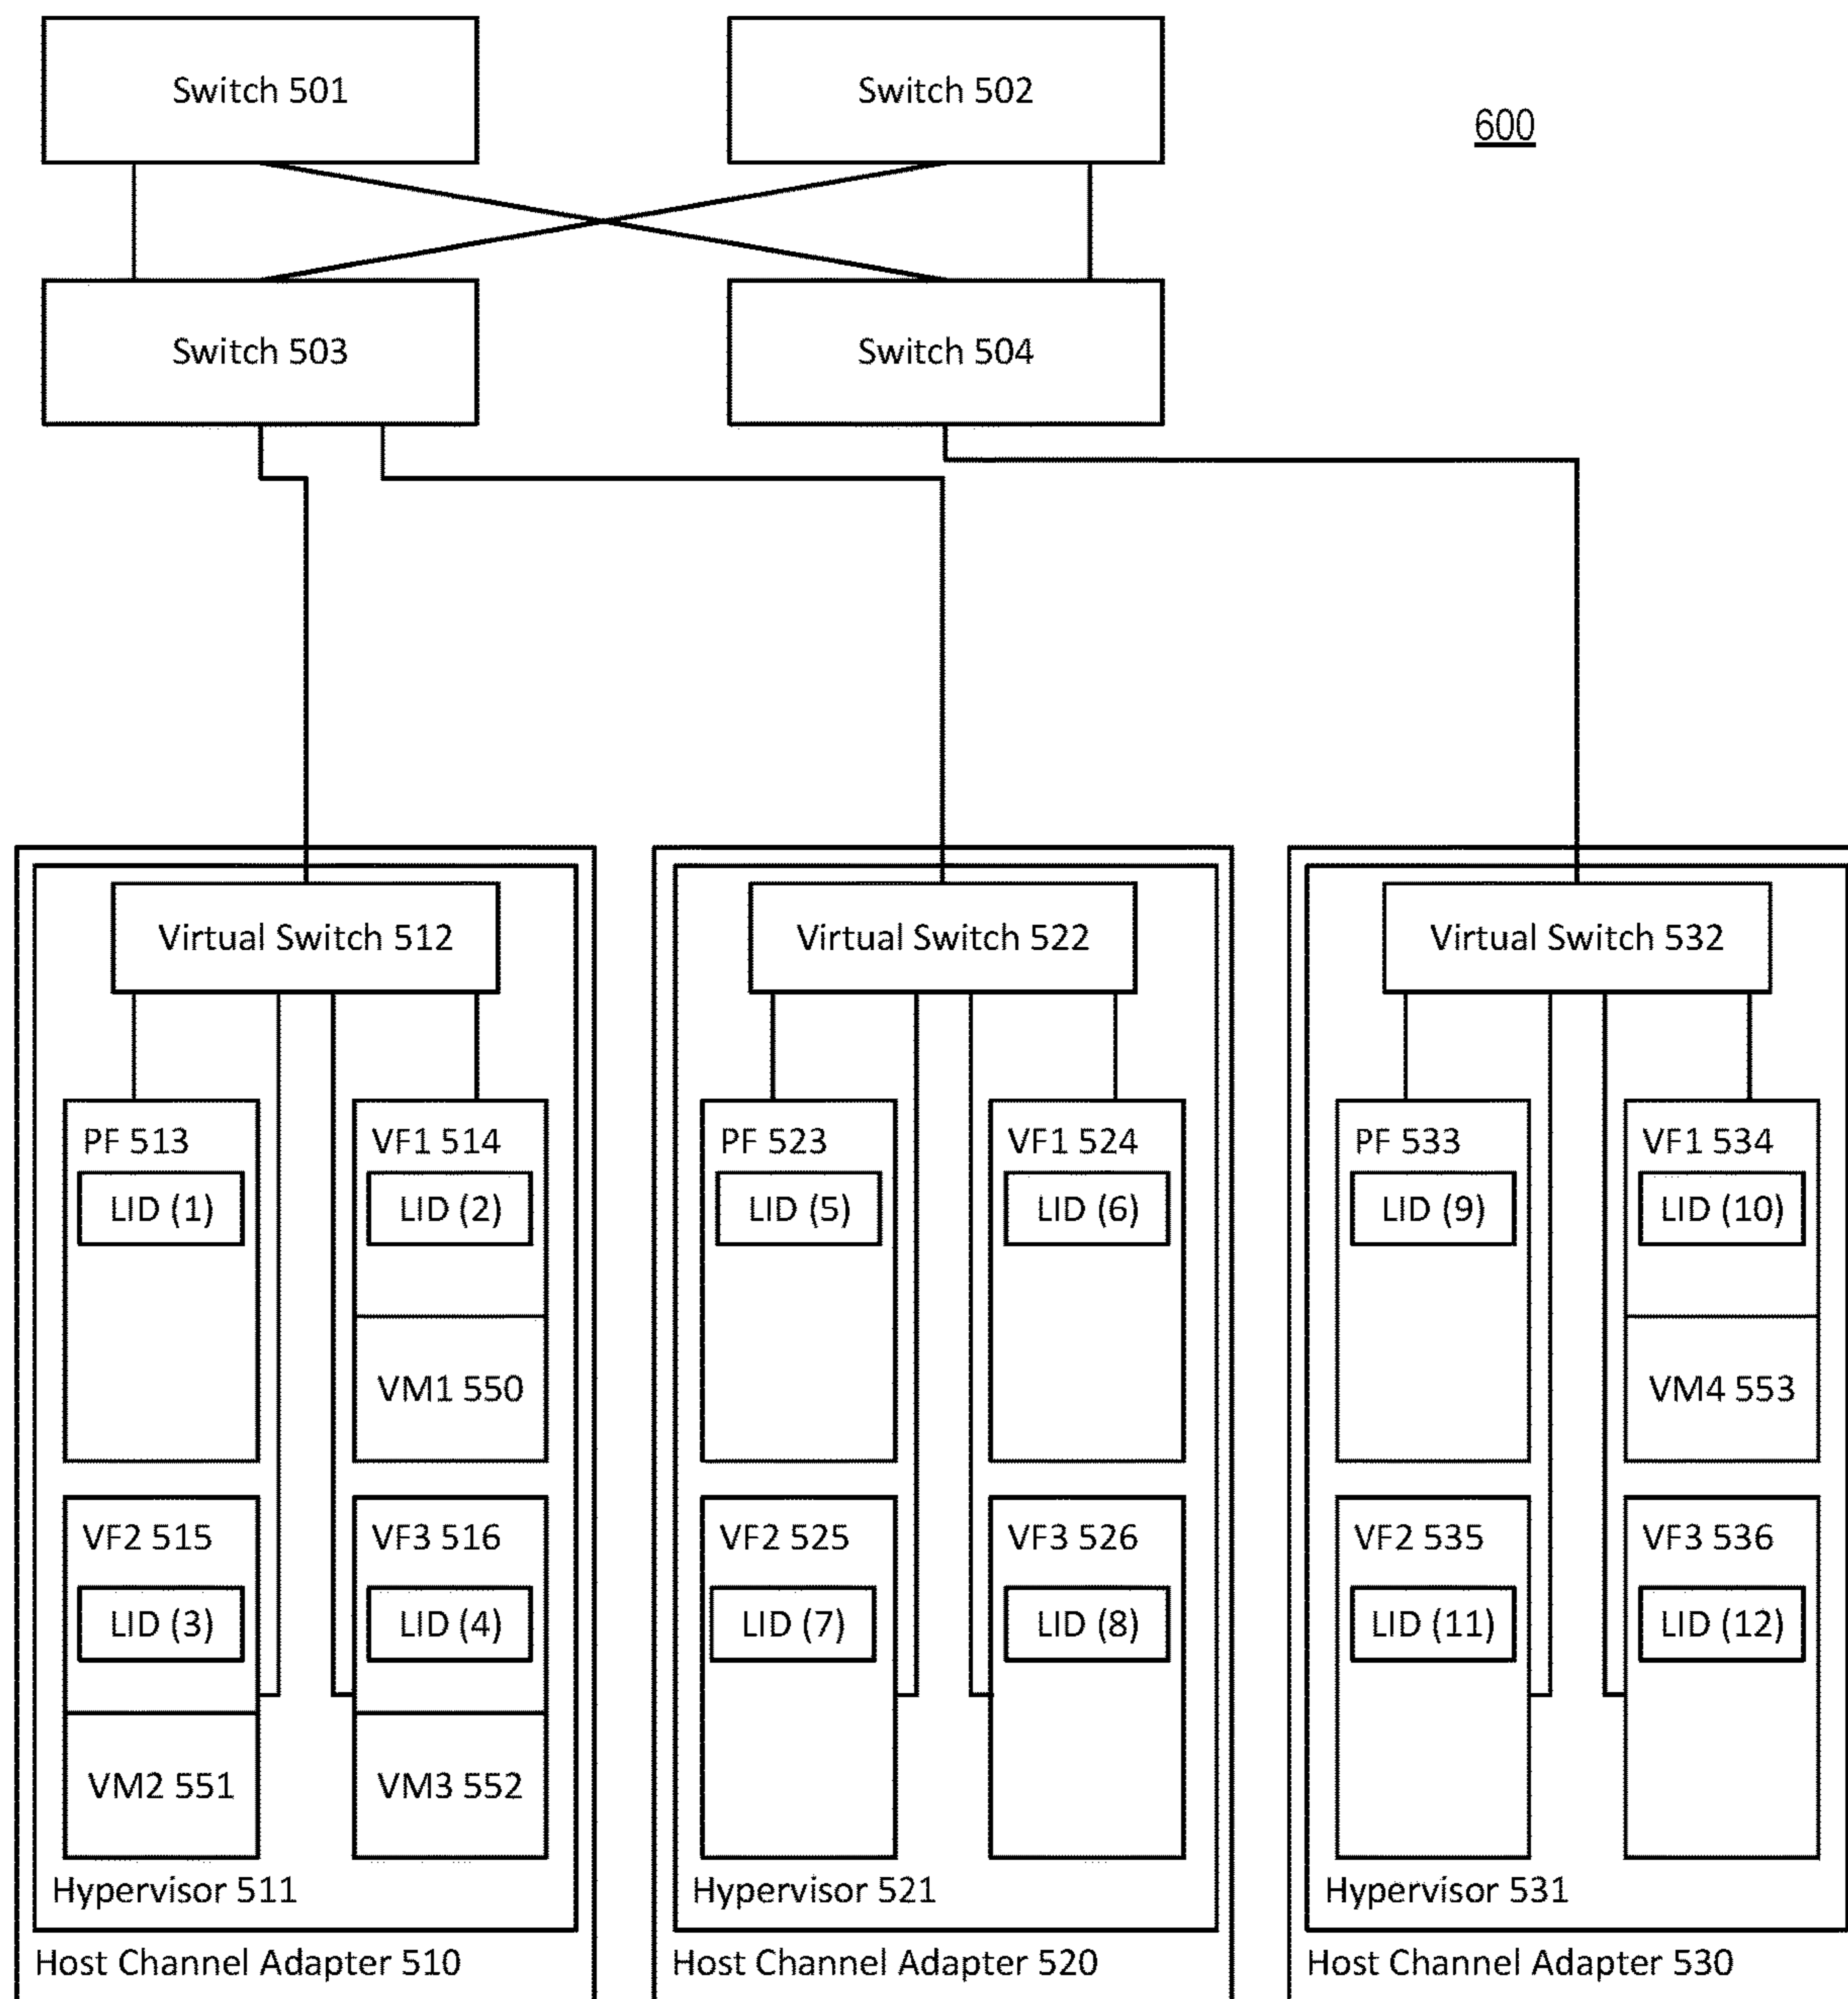 Switch 501
Switch 502
600
Switch 503
Switch 504
Virtual Switch 512
Virtual Switch 522
Virtual Switch 532
PF 513
LID (1)
VF1 514
LID (2)
VM1 550
VF2 515
LID (3)
VM2 551
VF3 516
LID (4)
VM3 552
Hypervisor 511
Host Channel Adapter 510
PF 523
LID (5)
VF1 524
LID (6)
VF2 525
LID (7)
VF3 526
LID (8)
Hypervisor 521
Host Channel Adapter 520
PF 533
LID (9)
VF1 534
LID (10)
VM4 553
VF2 535
LID (11)
VF3 536
LID (12)
Hypervisor 531
Host Channel Adapter 530